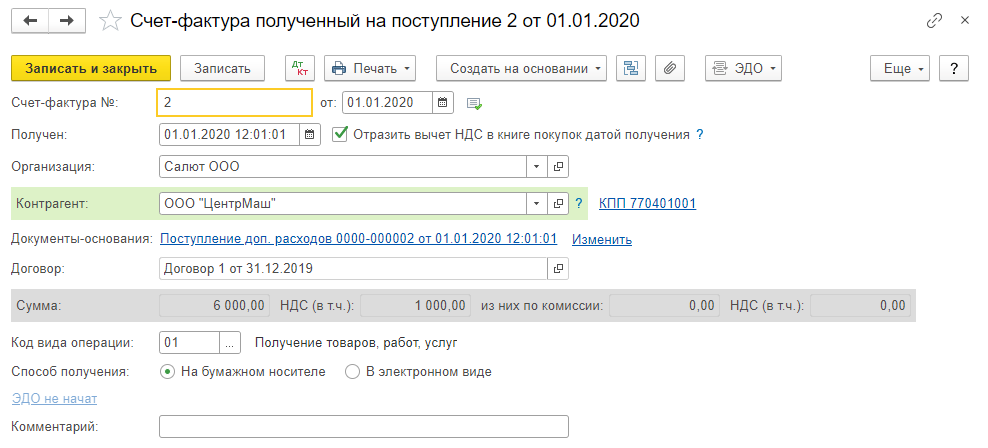 Счет-фактура полученный на поступление 2 от 01.01.2020
Записать и закрыть Записать Дт Кт Печать Создать на основании ЭДО Еще ?
Счет-фактура №: 2 от: 01.01.2020
Получен: 01.01.2020 12:01:01 Отразить вычет НДС в книге покупок датой получения ?
Организация: Салют ООО
Контрагент: ООО "ЦентрМаш" ? КПП 770401001
Документы-основания: Поступление доп. расходов 0000-000002 от 01.01.2020 12:01:01 Изменить
Договор: Договор 1 от 31.12.2019
Сумма: 6 000,00 НДС (в т.ч.): 1 000,00 из них по комиссии: 0,00 НДС (в т.ч.): 0,00
Код вида операции: 01 ... Получение товаров, работ, услуг
Способ получения: На бумажном носителе В электронном виде
ЭДО не начат
Комментарий: